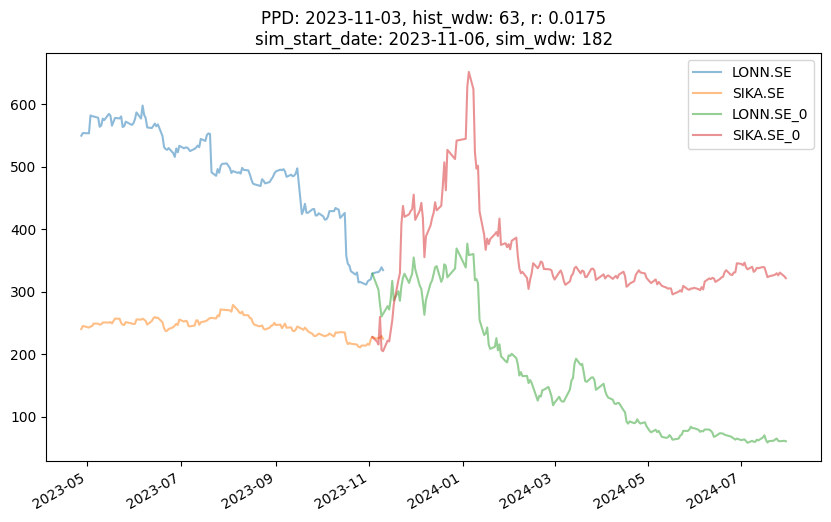 PPD: 2023-11-03, hist_wdw: 63, r: 0.0175
sim_start_date: 2023-11-06, sim_wdw: 182
LONN.SE
SIKA.SE
LONN.SE_0
SIKA.SE_0
600
500
400
300
200
100
2023-05
2023-07
2023-09
2023-11
2024-01
2024-03
2024-05
2024-07